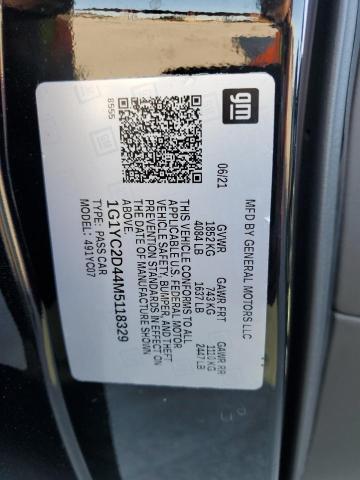 gm
MFD BY GENERAL MOTORS LLC
06/21 GVWR GAWR FRT GAWR RR
1852 KG 743 KG 1110 KG
4084 LB 1637 LB 2447 LB
THIS VEHICLE CONFORMS TO ALL
APPLICABLE U.S. FEDERAL MOTOR
VEHICLE SAFETY, BUMPER, AND THEFT
PREVENTION STANDARDS IN EFFECT ON
THE DATE OF MANUFACTURE SHOWN
ABOVE.
1G1YC2D44M5118329
TYPE: PASS CAR
491YC07
8555